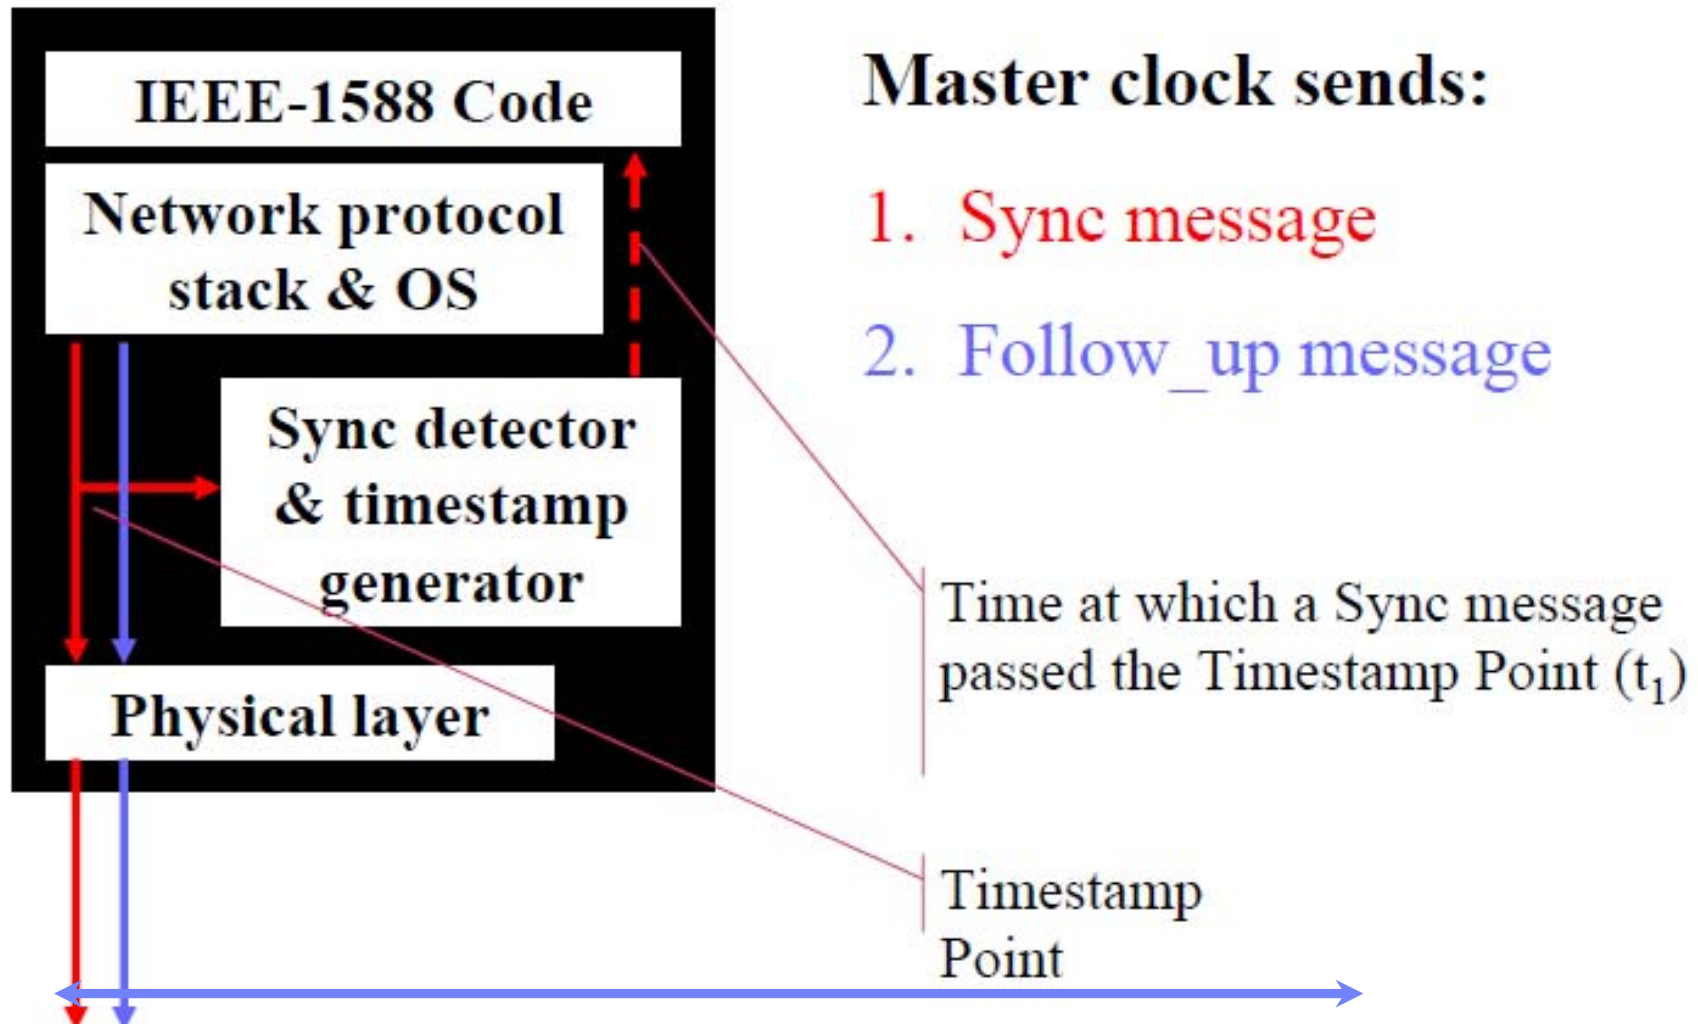 IEEE-1588 Code
Network protocol
stack & OS
Sync detector
& timestamp
generator
Physical layer
Master clock sends:
1. Sync message
2. Follow_up message
Time at which a Sync message
passed the Timestamp Point (t₁)
Timestamp
Point